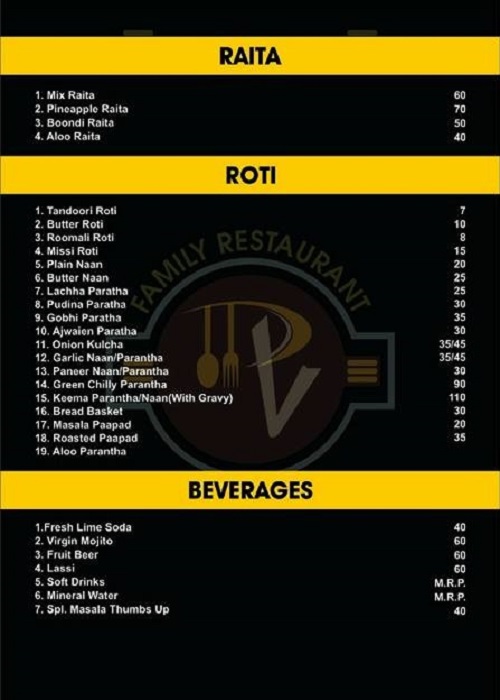 RAITA
1. Mix Raita 60
2. Pineapple Raita 70
3. Boondi Raita 50
4. Aloo Raita 40
ROTI
1. Tandoori Roti 7
2. Butter Roti 10
3. Roomali Roti 8
4. Missi Roti 15
5. Plain Naan 20
6. Butter Naan 25
7. Lachha Paratha 25
8. Pudina Paratha 30
9. Gobhi Paratha 35
10. Ajwaien Paratha 30
11. Onion Kulcha 35/45
12. Garlic Naan/Parantha 35/45
13. Paneer Naan/Parantha 30
14. Green Chilly Parantha 90
15. Keema Parantha/Naan(With Gravy) 110
16. Bread Basket 30
17. Masala Paapad 20
18. Roasted Paapad 35
19. Aloo Parantha
FAMILY RESTAURANT
PV
BEVERAGES
1.Fresh Lime Soda 40
2. Virgin Mojito 60
3. Fruit Beer 60
4. Lassi 60
5. Soft Drinks M.R.P.
6. Mineral Water M.R.P.
7. Spl. Masala Thumbs Up 40